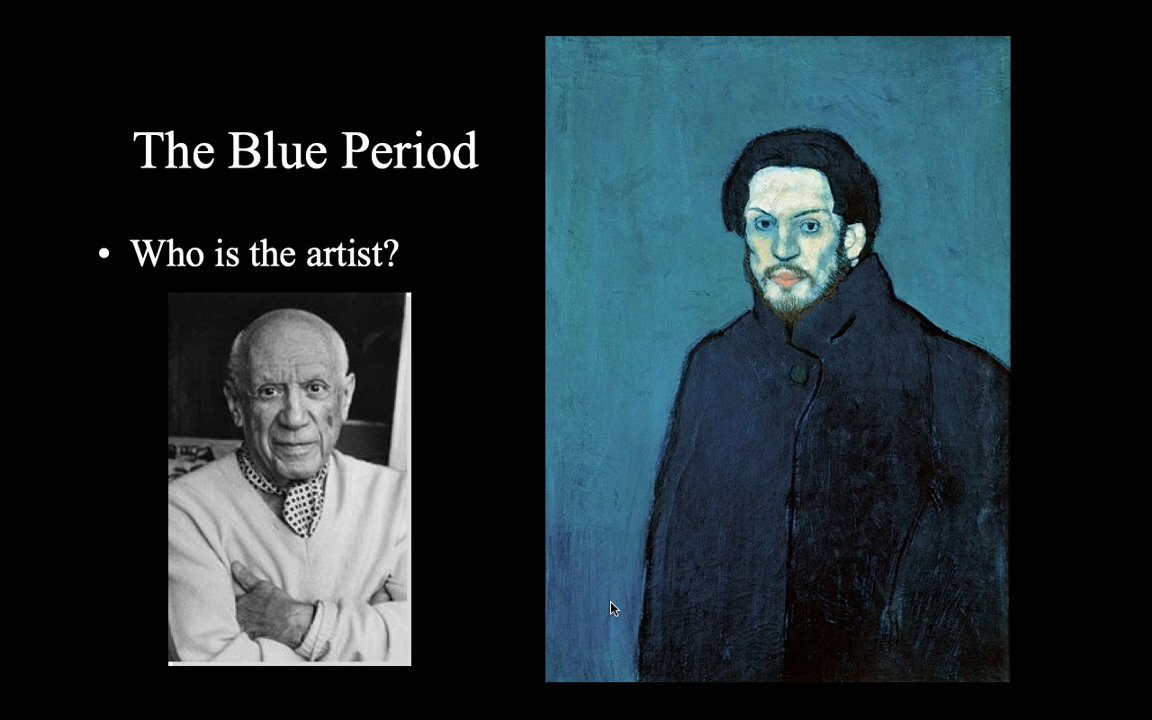 The Blue Period
• Who is the artist?